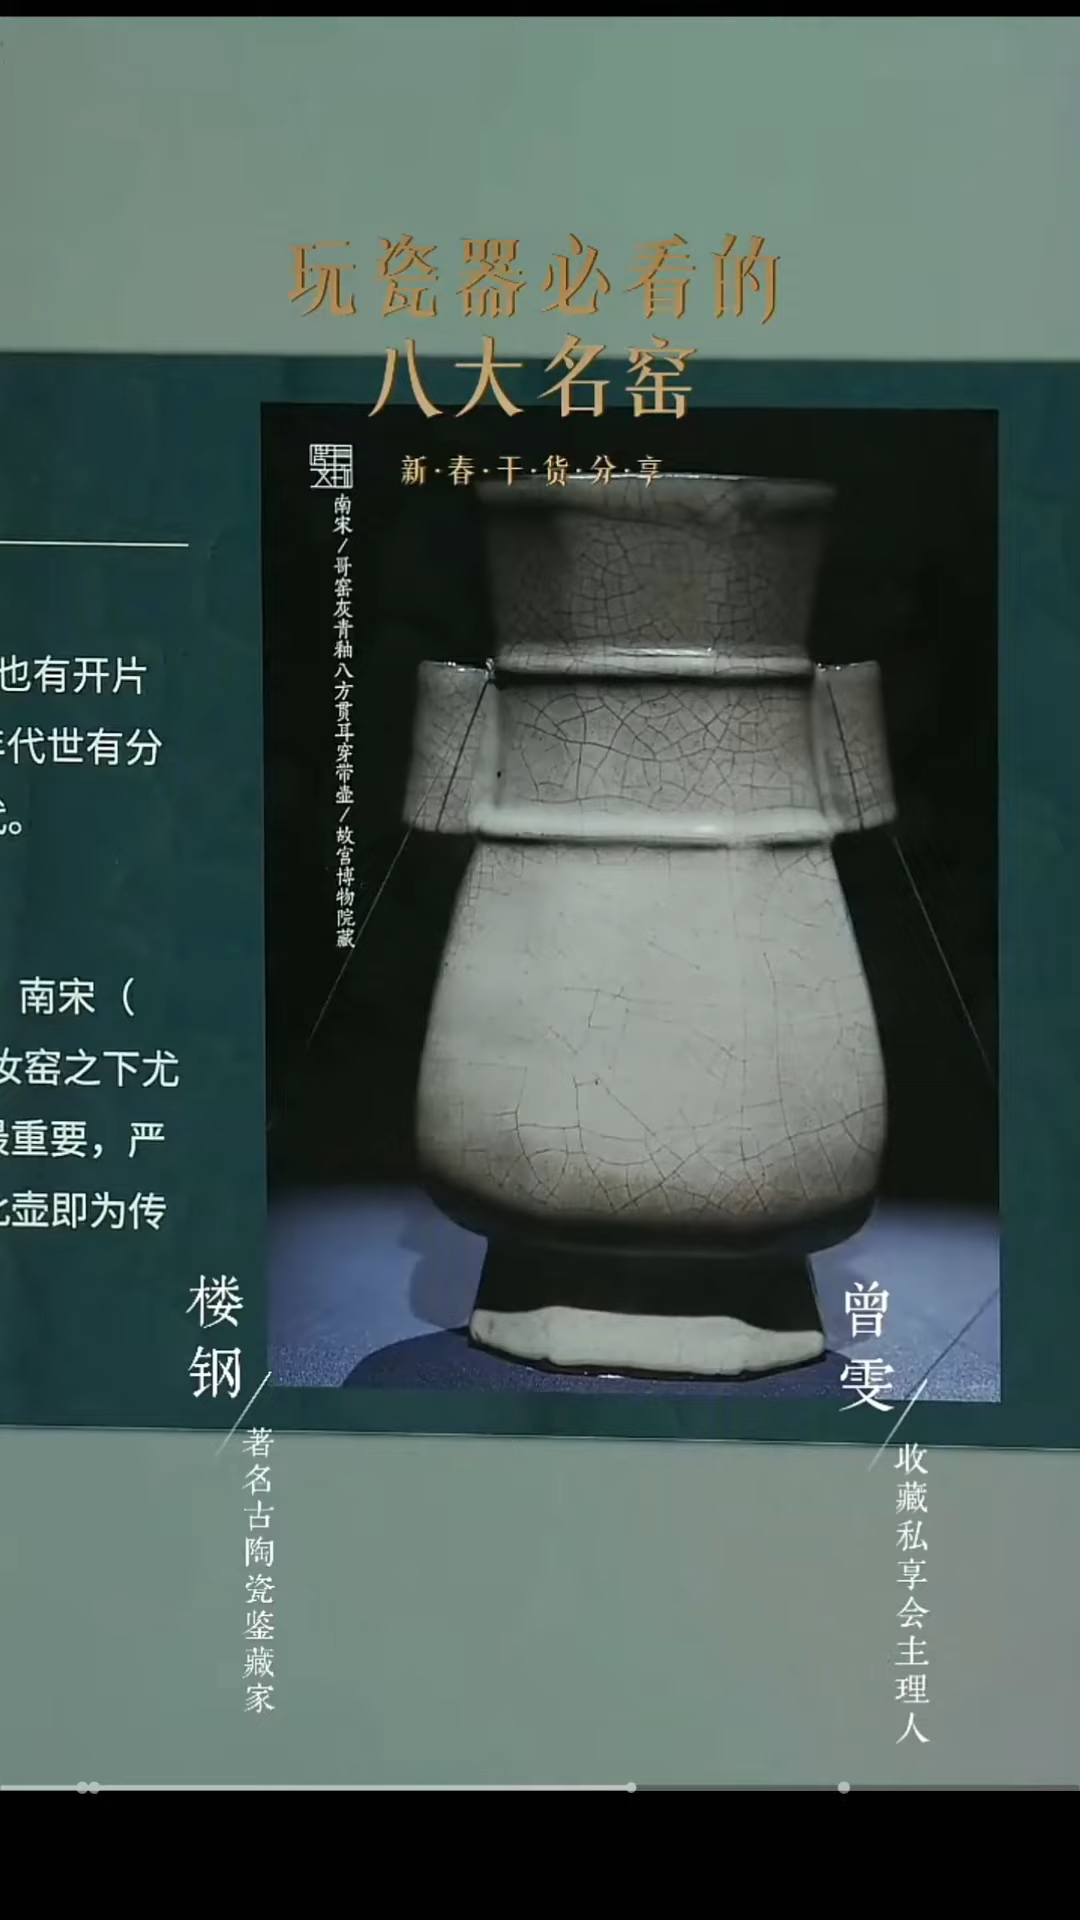 玩瓷器必看的
八大名窑
新·春·干·货·分·享
南宋/哥窑灰青釉八方贯耳穿带壶/故宫博物院藏
也有开片
年代世有分
。
南宋（
汝窑之下尤
最重要，严
此壶即为传
楼钢
著名古陶瓷鉴藏家
曾雯
收藏私享会主理人